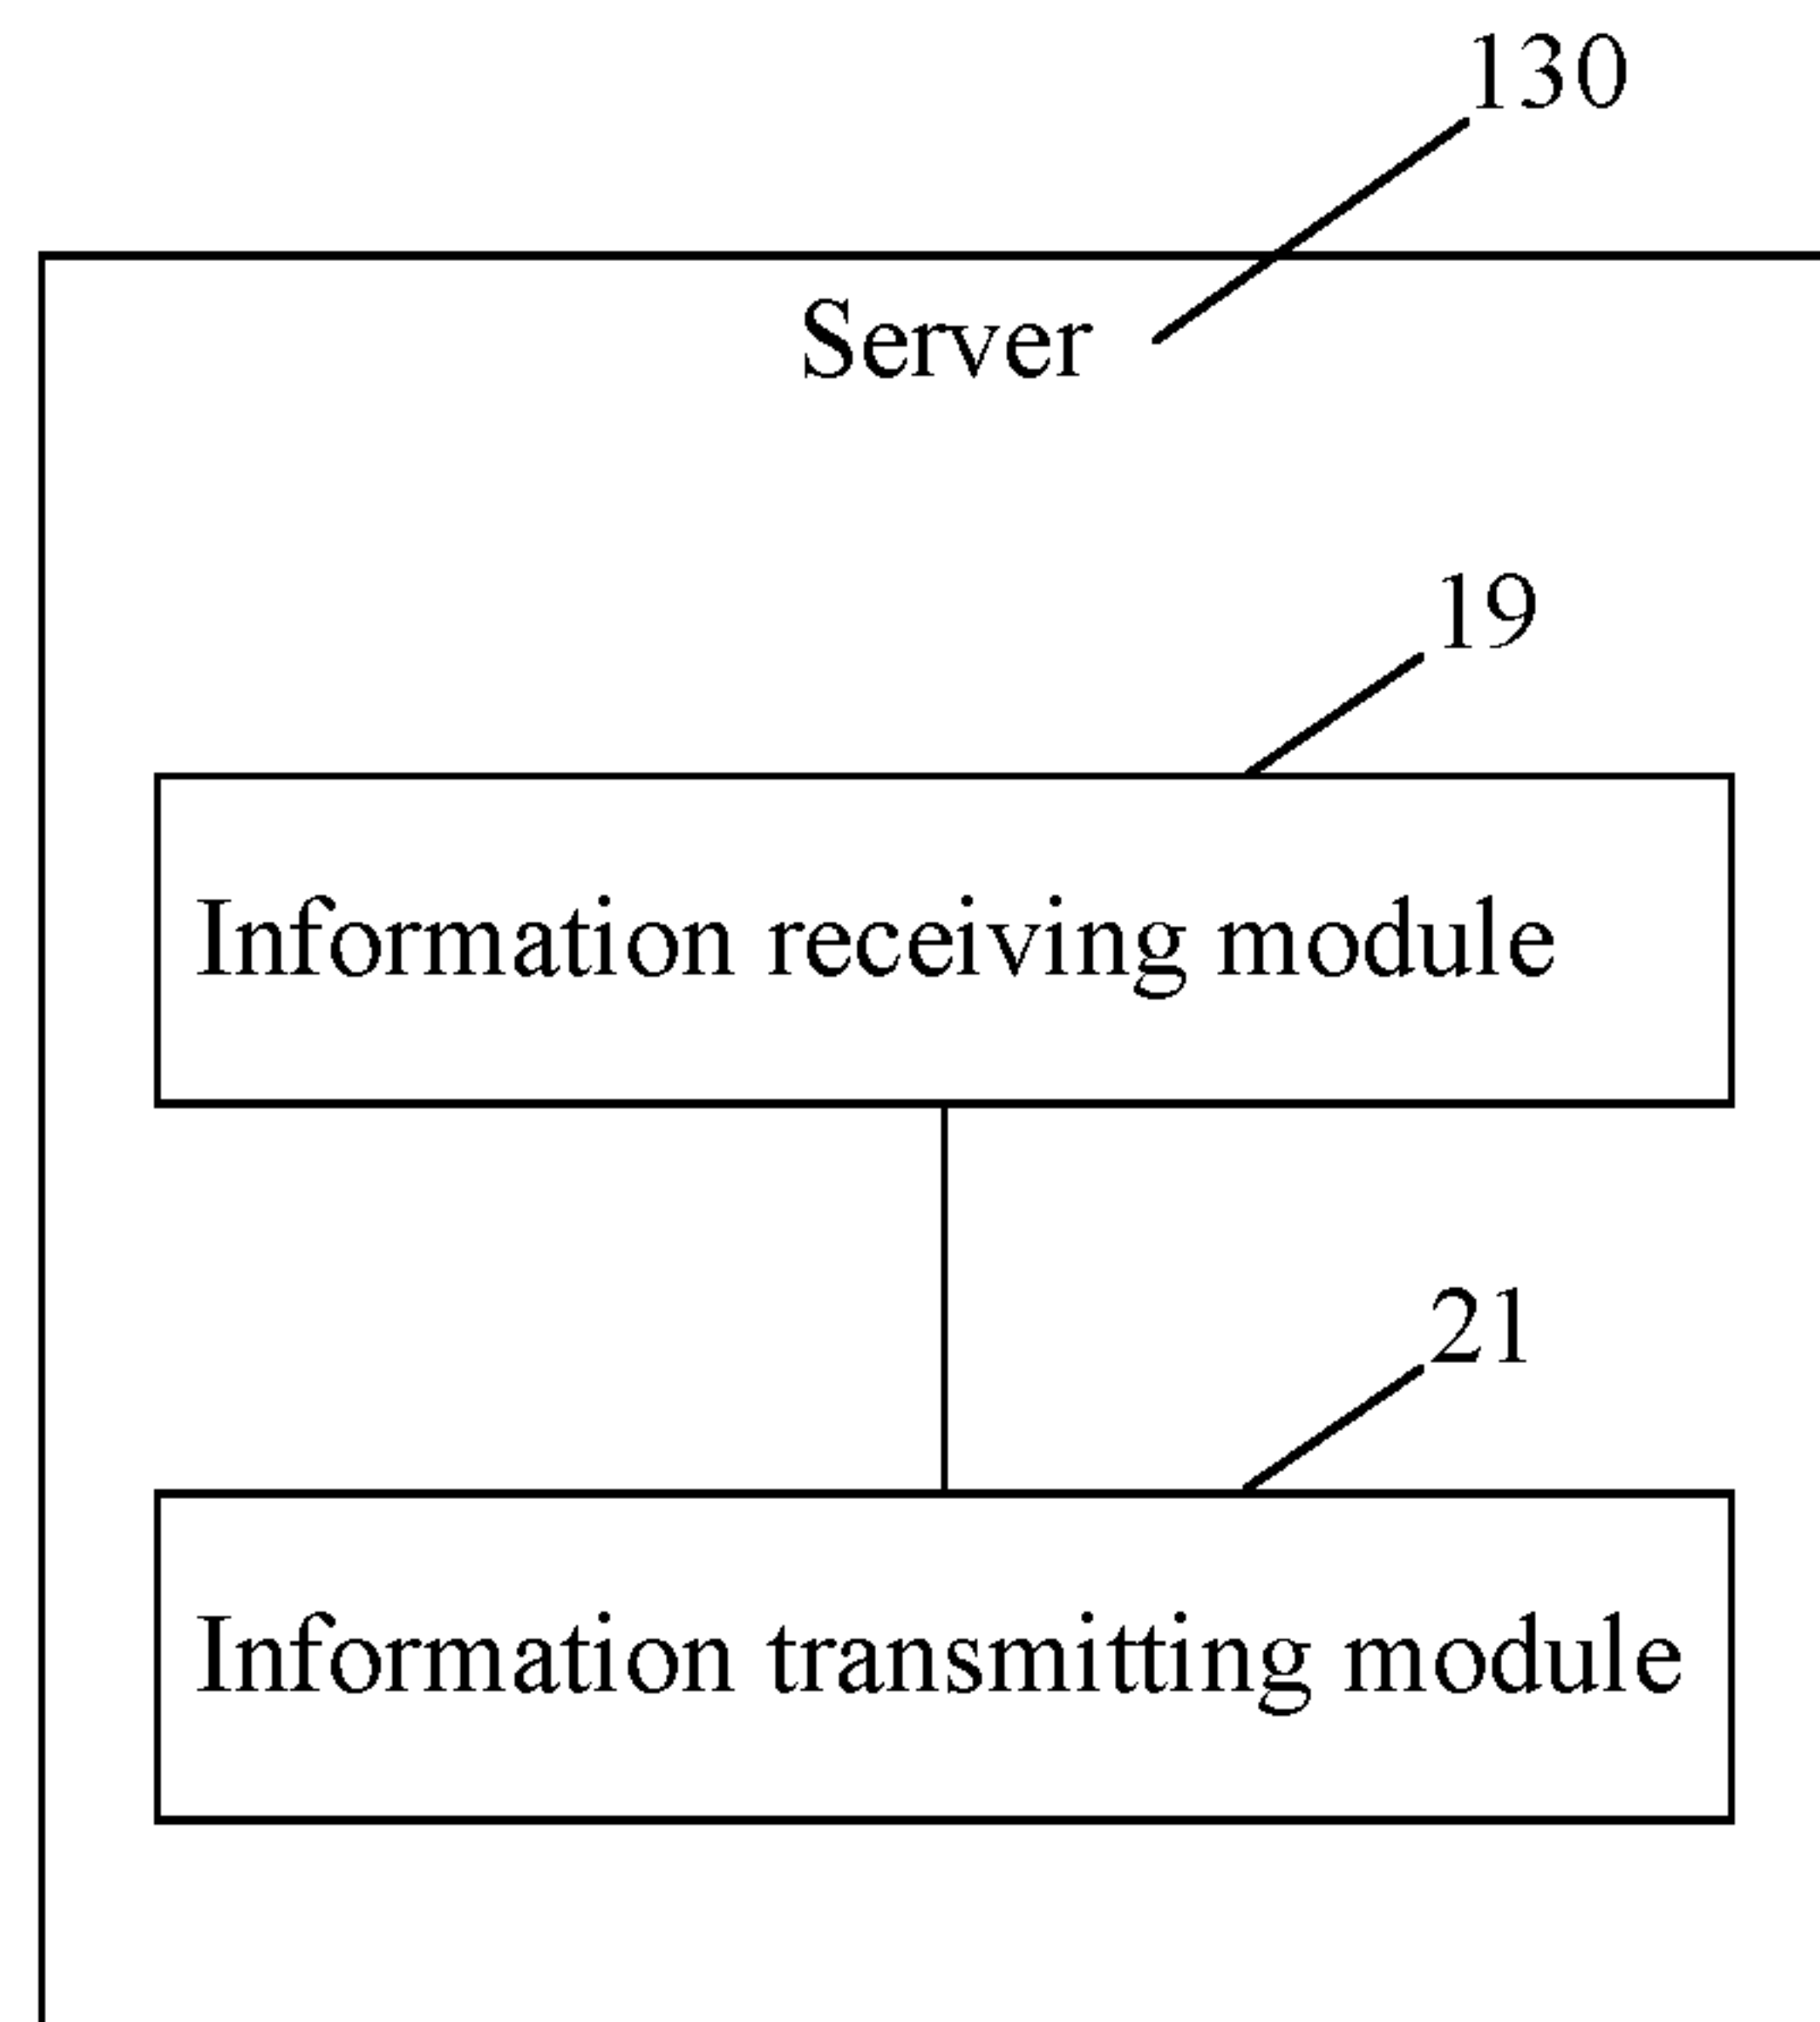 130
Server
19
Information receiving module
21
Information transmitting module